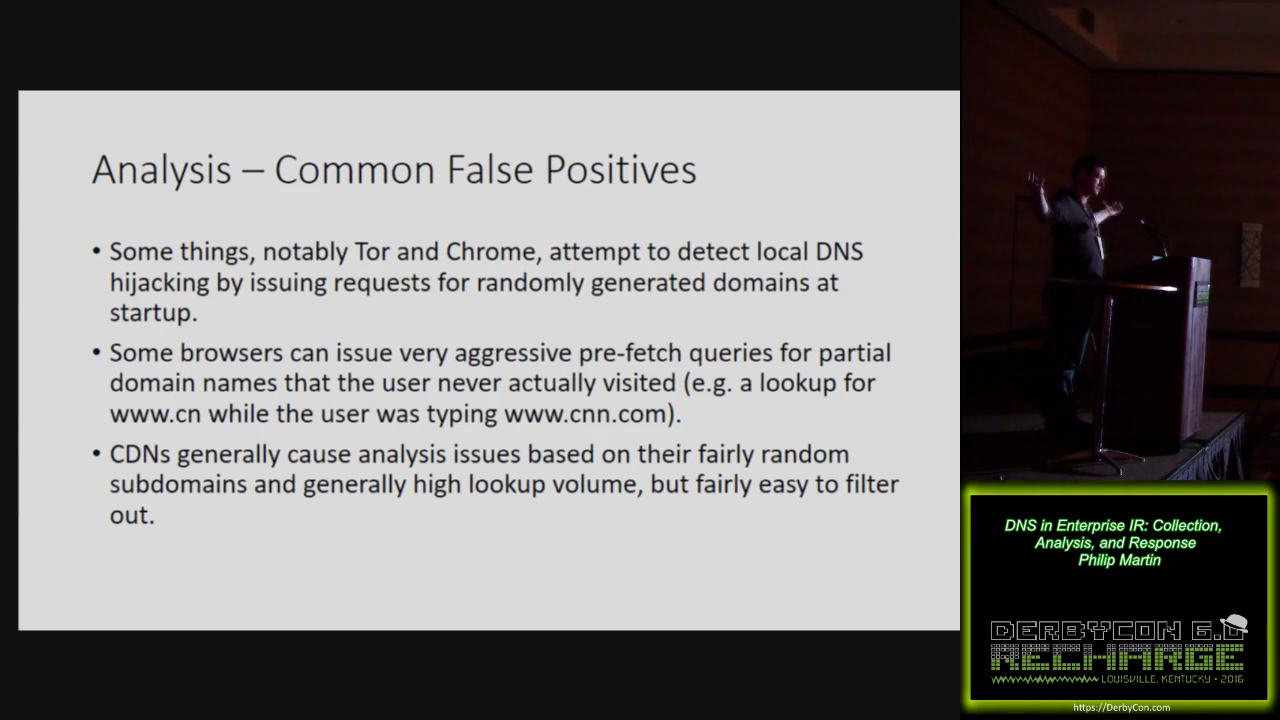 Analysis – Common False Positives
• Some things, notably Tor and Chrome, attempt to detect local DNS
hijacking by issuing requests for randomly generated domains at
startup.
• Some browsers can issue very aggressive pre-fetch queries for partial
domain names that the user never actually visited (e.g. a lookup for
www.cn while the user was typing www.cnn.com).
• CDNs generally cause analysis issues based on their fairly random
subdomains and generally high lookup volume, but fairly easy to filter
out.
DNS in Enterprise IR: Collection,
Analysis, and Response
Philip Martin
DERBYCON 6.0
RECHARGE
LOUISVILLE, KENTUCKY • 2016
https://DerbyCon.com